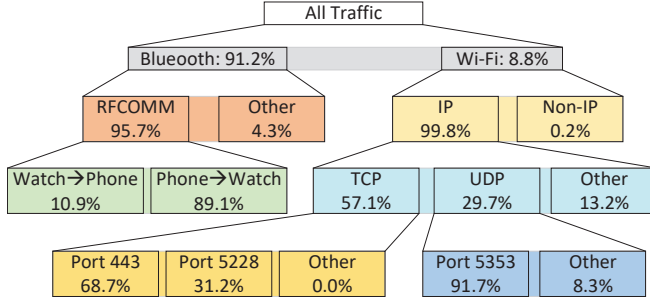 All Traffic
Blueooth: 91.2%
Wi-Fi: 8.8%
RFCOMM
95.7%
Other
4.3%
IP
99.8%
Non-IP
0.2%
Watch→Phone
10.9%
Phone→Watch
89.1%
TCP
57.1%
UDP
29.7%
Other
13.2%
Port 443
68.7%
Port 5228
31.2%
Other
0.0%
Port 5353
91.7%
Other
8.3%